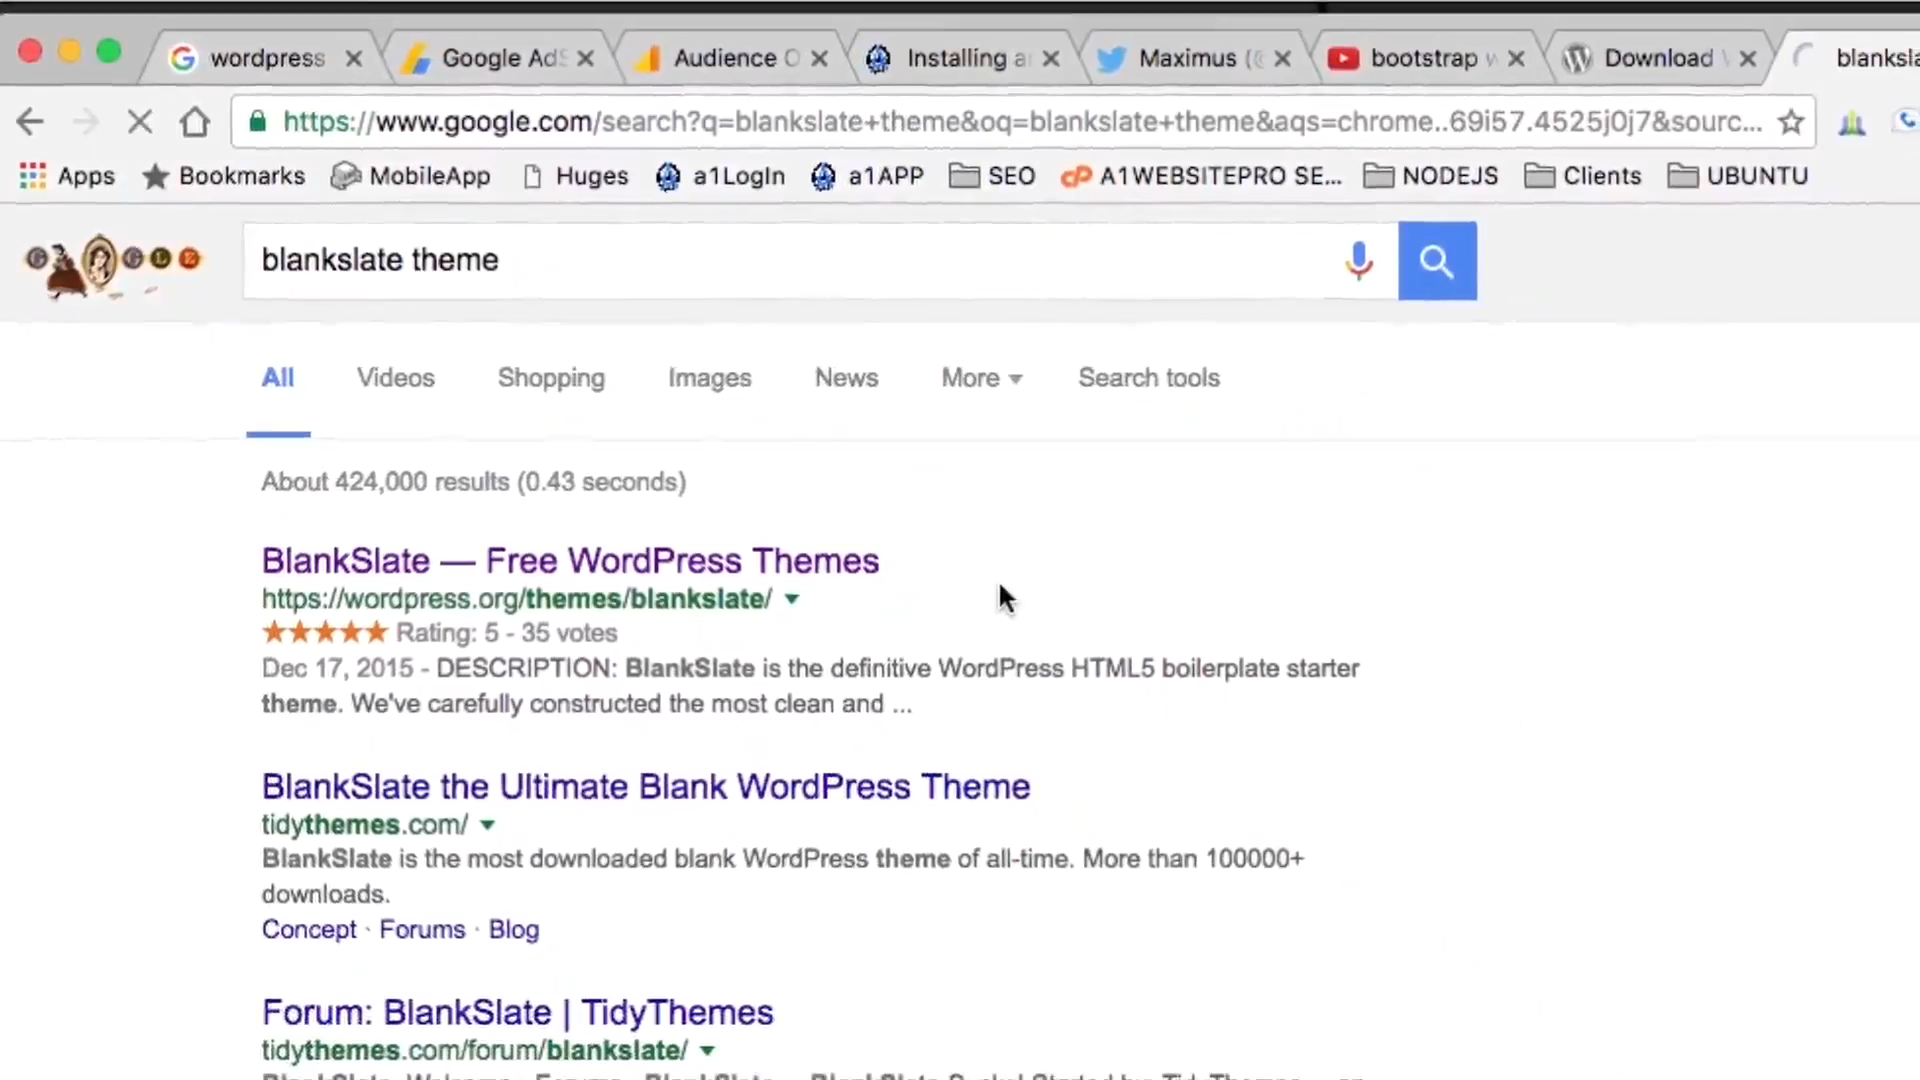 wordpress
Google AdS
Audience O
Installing a
Maximus (@
bootstrap w
Download
blanksla
https://www.google.com/search?q=blankslate+theme&oq=blankslate+theme&aqs=chrome..69i57.4525j0j7&sourc...
Apps Bookmarks MobileApp Huges a1LogIn a1APP SEO A1WEBSITEPRO SE... NODEJS Clients UBUNTU
blankslate theme
All Videos Shopping Images News More Search tools
About 424,000 results (0.43 seconds)
BlankSlate — Free WordPress Themes
https://wordpress.org/themes/blankslate/
Rating: 5 - 35 votes
Dec 17, 2015 - DESCRIPTION: BlankSlate is the definitive WordPress HTML5 boilerplate starter
theme. We've carefully constructed the most clean and ...
BlankSlate the Ultimate Blank WordPress Theme
tidythemes.com/
BlankSlate is the most downloaded blank WordPress theme of all-time. More than 100000+
downloads.
Concept · Forums · Blog
Forum: BlankSlate | TidyThemes
tidythemes.com/forum/blankslate/